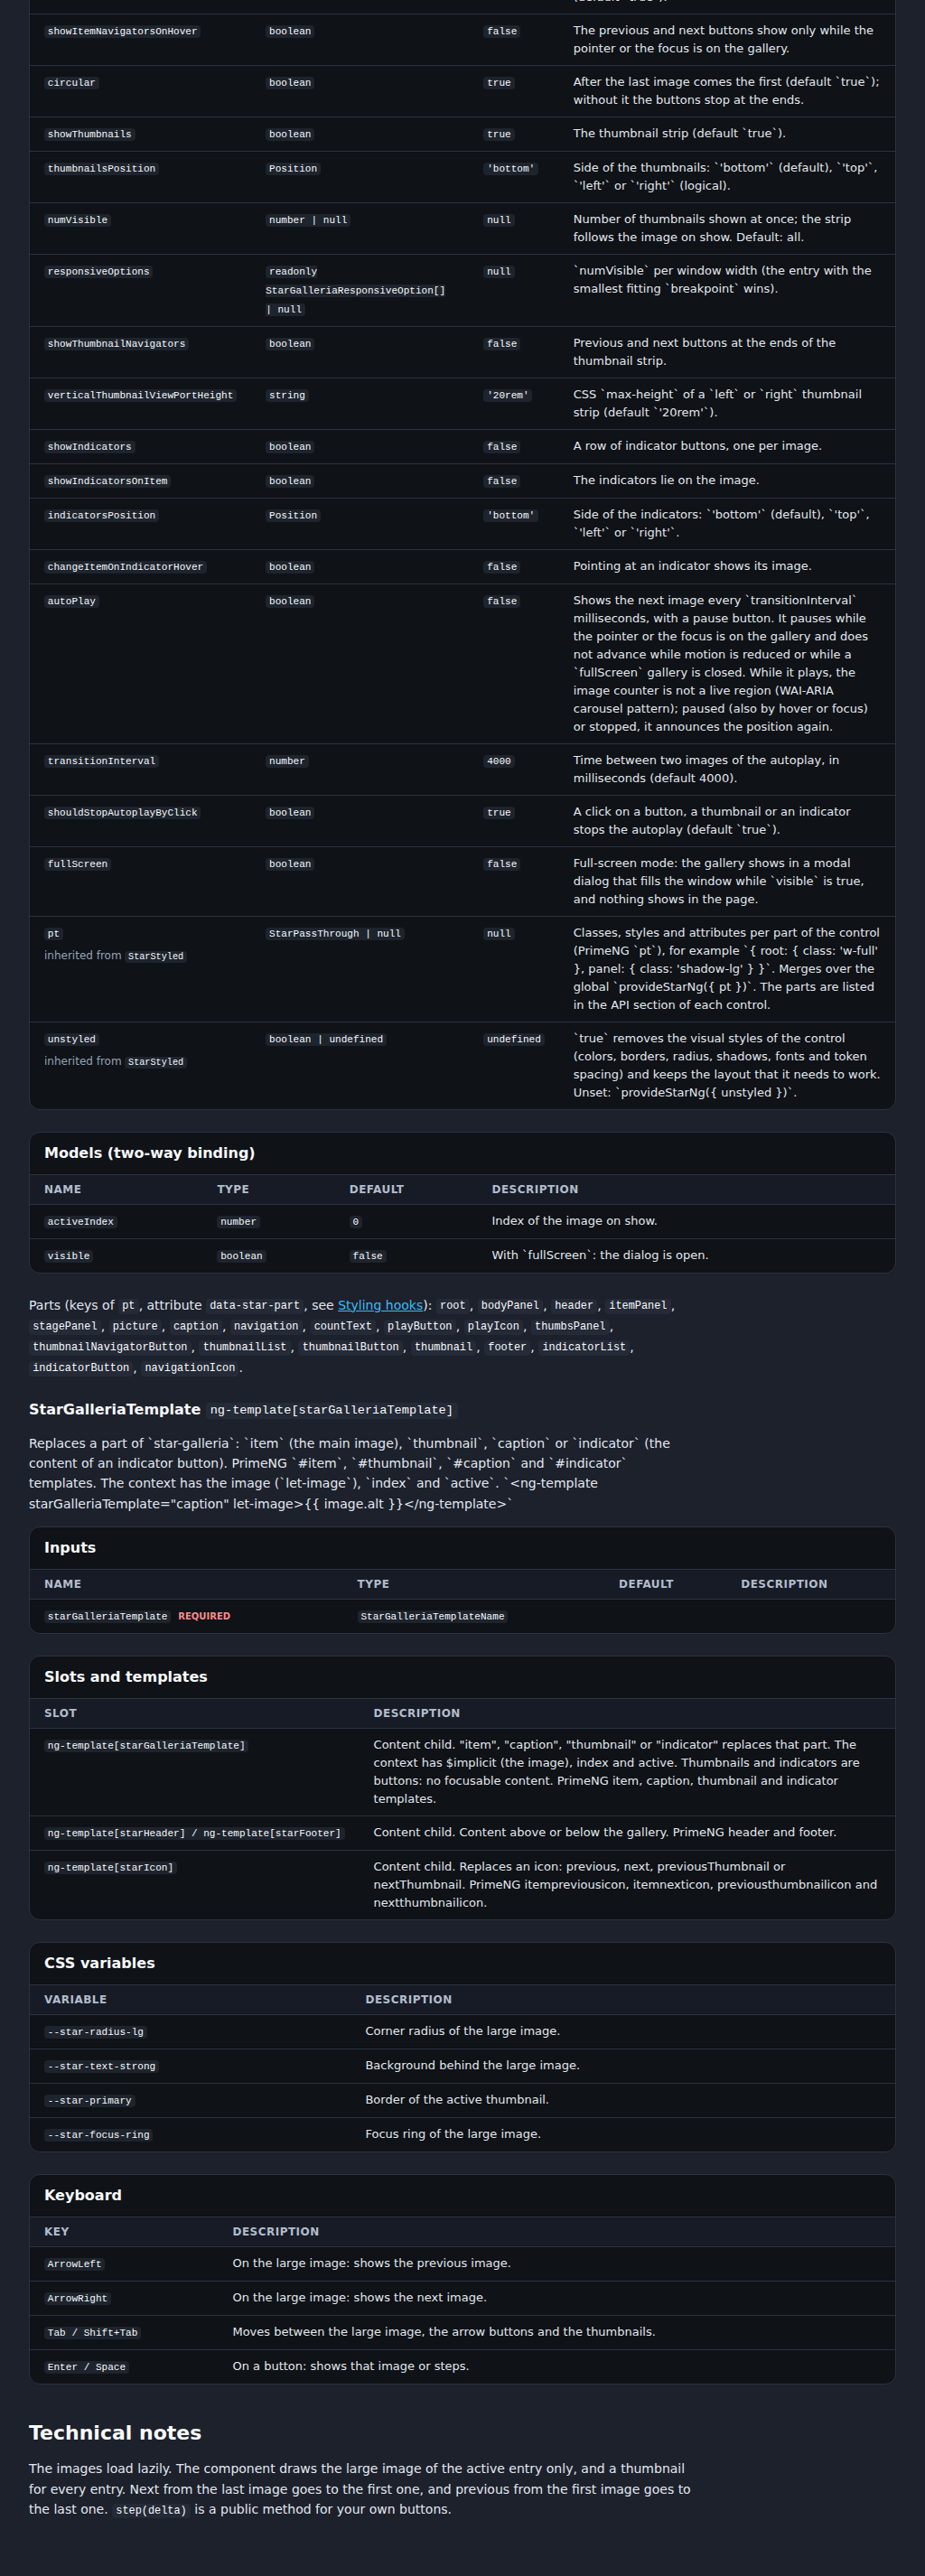 showItemNavigatorsOnHover boolean false The previous and next buttons show only while the
pointer or the focus is on the gallery.
circular boolean true After the last image comes the first (default `true`);
without it the buttons stop at the ends.
showThumbnails boolean true The thumbnail strip (default `true`).
thumbnailsPosition Position 'bottom' Side of the thumbnails: `'bottom'` (default), `'top'`,
`'left'` or `'right'` (logical).
numVisible number | null null Number of thumbnails shown at once; the strip
follows the image on show. Default: all.
responsiveOptions readonly null `numVisible` per window width (the entry with the
StarGalleriaResponsiveOption[] smallest fitting `breakpoint` wins).
| null
showThumbnailNavigators boolean false Previous and next buttons at the ends of the
thumbnail strip.
verticalThumbnailViewPortHeight string '20rem' CSS `max-height` of a `left` or `right` thumbnail
strip (default `'20rem'`).
showIndicators boolean false A row of indicator buttons, one per image.
showIndicatorsOnItem boolean false The indicators lie on the image.
indicatorsPosition Position 'bottom' Side of the indicators: `'bottom'` (default), `'top'`,
`'left'` or `'right'`.
changeItemOnIndicatorHover boolean false Pointing at an indicator shows its image.
autoPlay boolean false Shows the next image every `transitionInterval`
milliseconds, with a pause button. It pauses while
the pointer or the focus is on the gallery and does
not advance while motion is reduced or while a
`fullScreen` gallery is closed. While it plays, the
image counter is not a live region (WAI-ARIA
carousel pattern); paused (also by hover or focus)
or stopped, it announces the position again.
transitionInterval number 4000 Time between two images of the autoplay, in
milliseconds (default 4000).
shouldStopAutoplayByClick boolean true A click on a button, a thumbnail or an indicator
stops the autoplay (default `true`).
fullScreen boolean false Full-screen mode: the gallery shows in a modal
dialog that fills the window while `visible` is true,
and nothing shows in the page.
pt StarPassThrough | null null Classes, styles and attributes per part of the control
inherited from StarStyled (PrimeNG `pt`), for example `{ root: { class: 'w-full'
}, panel: { class: 'shadow-lg' } }`. Merges over the
global `provideStarNg({ pt })`. The parts are listed
in the API section of each control.
unstyled boolean | undefined undefined `true` removes the visual styles of the control
inherited from StarStyled (colors, borders, radius, shadows, fonts and token
spacing) and keeps the layout that it needs to work.
Unset: `provideStarNg({ unstyled })`.
Models (two-way binding)
NAME TYPE DEFAULT DESCRIPTION
activeIndex number 0 Index of the image on show.
visible boolean false With `fullScreen`: the dialog is open.
Parts (keys of pt, attribute data-star-part, see Styling hooks): root, bodyPanel, header, itemPanel,
stagePanel, picture, caption, navigation, countText, playButton, playIcon, thumbsPanel,
thumbnailNavigatorButton, thumbnailList, thumbnailButton, thumbnail, footer, indicatorList,
indicatorButton, navigationIcon.
StarGalleriaTemplate ng-template[starGalleriaTemplate]
Replaces a part of `star-galleria`: `item` (the main image), `thumbnail`, `caption` or `indicator` (the
content of an indicator button). PrimeNG `#item`, `#thumbnail`, `#caption` and `#indicator`
templates. The context has the image (`let-image`), `index` and `active`. `<ng-template
starGalleriaTemplate="caption" let-image>{{ image.alt }}</ng-template>`
Inputs
NAME TYPE DEFAULT DESCRIPTION
starGalleriaTemplate REQUIRED StarGalleriaTemplateName
Slots and templates
SLOT DESCRIPTION
ng-template[starGalleriaTemplate] Content child. "item", "caption", "thumbnail" or "indicator" replaces that part. The
context has $implicit (the image), index and active. Thumbnails and indicators are
buttons: no focusable content. PrimeNG item, caption, thumbnail and indicator
templates.
ng-template[starHeader] / ng-template[starFooter] Content child. Content above or below the gallery. PrimeNG header and footer.
ng-template[starIcon] Content child. Replaces an icon: previous, next, previousThumbnail or
nextThumbnail. PrimeNG itempreviousicon, itemnexticon, previousthumbnailicon and
nextthumbnailicon.
CSS variables
VARIABLE DESCRIPTION
--star-radius-lg Corner radius of the large image.
--star-text-strong Background behind the large image.
--star-primary Border of the active thumbnail.
--star-focus-ring Focus ring of the large image.
Keyboard
KEY DESCRIPTION
ArrowLeft On the large image: shows the previous image.
ArrowRight On the large image: shows the next image.
Tab / Shift+Tab Moves between the large image, the arrow buttons and the thumbnails.
Enter / Space On a button: shows that image or steps.
Technical notes
The images load lazily. The component draws the large image of the active entry only, and a thumbnail
for every entry. Next from the last image goes to the first one, and previous from the first image goes to
the last one. step(delta) is a public method for your own buttons.